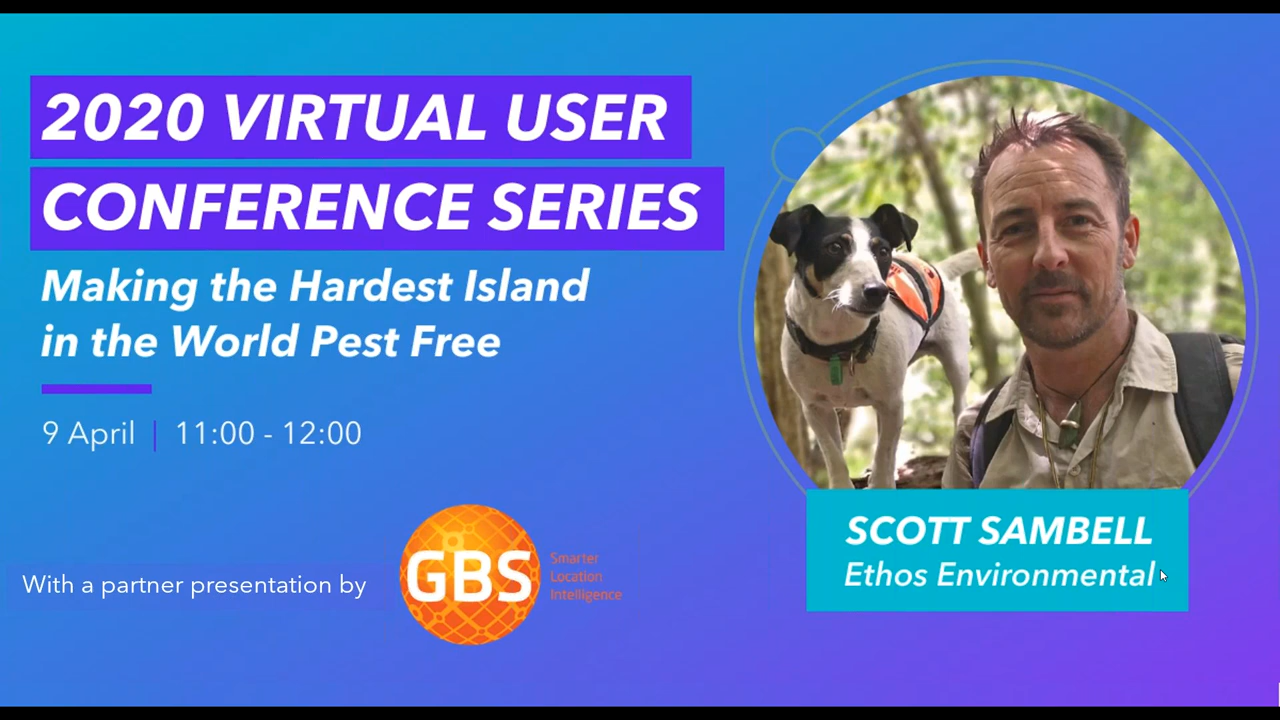 2020 VIRTUAL USER
CONFERENCE SERIES
Making the Hardest Island
in the World Pest Free
9 April | 11:00 - 12:00
With a partner presentation by
GBS
Smarter
Location
Intelligence
SCOTT SAMBELL
Ethos Environmental